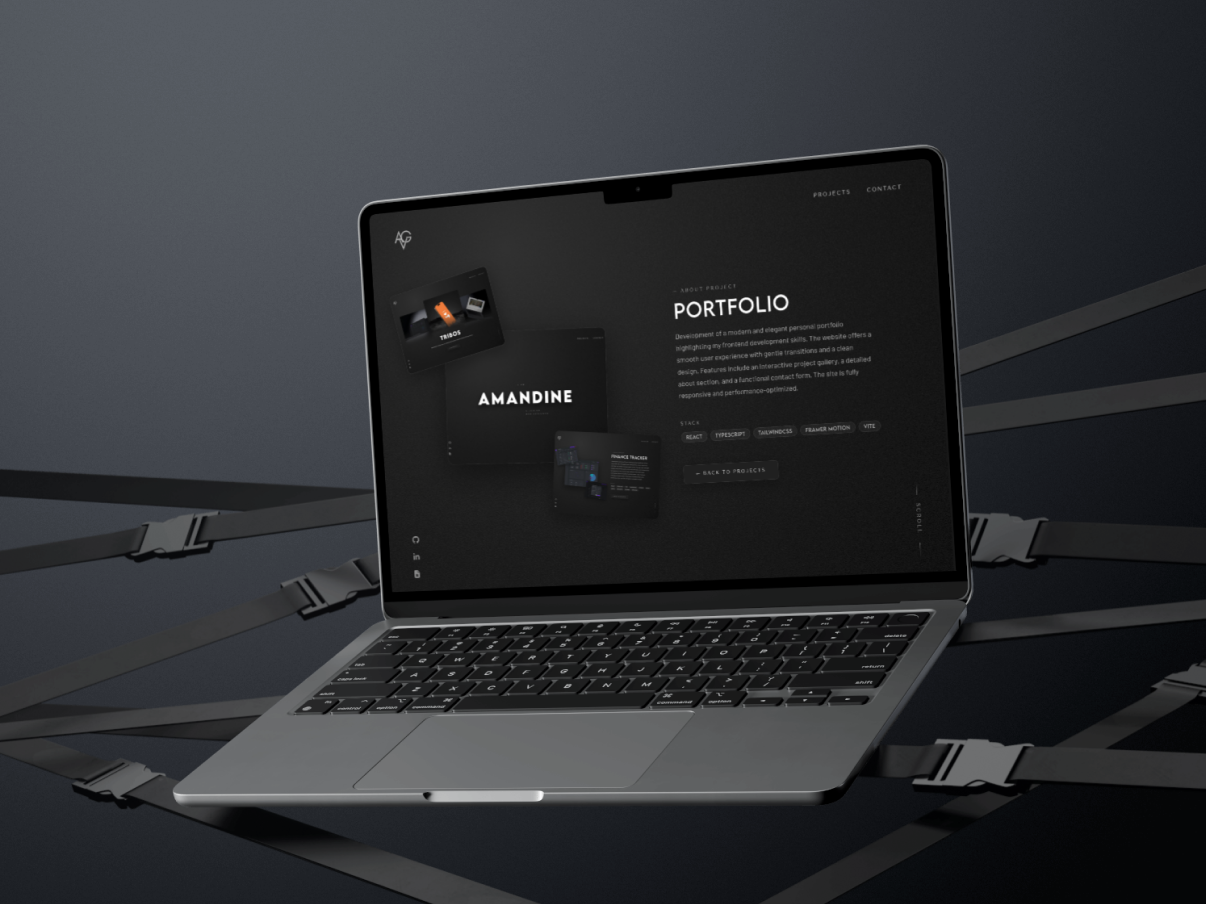 PROJECTS CONTACT
TRIBOS
AMANDINE
FINANCE TRACKER
— ABOUT PROJECT
PORTFOLIO
Development of a modern and elegant personal portfolio
highlighting my frontend development skills. The website offers a
smooth user experience with gentle transitions and a clean
design. Features include an interactive project gallery, a detailed
about section, and a functional contact form. The site is fully
responsive and performance-optimized.
STACK
REACT TYPESCRIPT TAILWINDCSS FRAMER MOTION VITE
← BACK TO PROJECTS
SCROLL
in
delete
tab Q W E R T Y U I O P
caps lock A S D F G H J K L
return
shift Z X C V B N M
shift
control option command command option